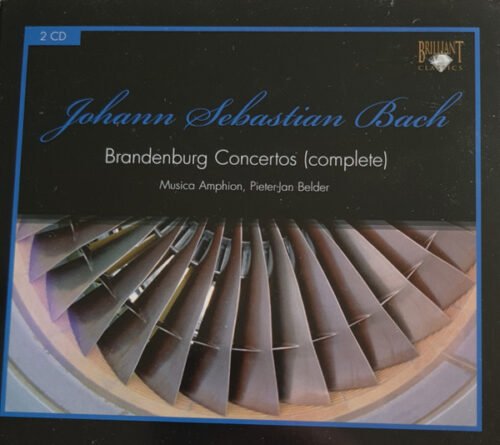 2 CD
BRILLIANT
CLASSICS
Johann Sebastian Bach
Brandenburg Concertos (complete)
Musica Amphion, Pieter-Jan Belder